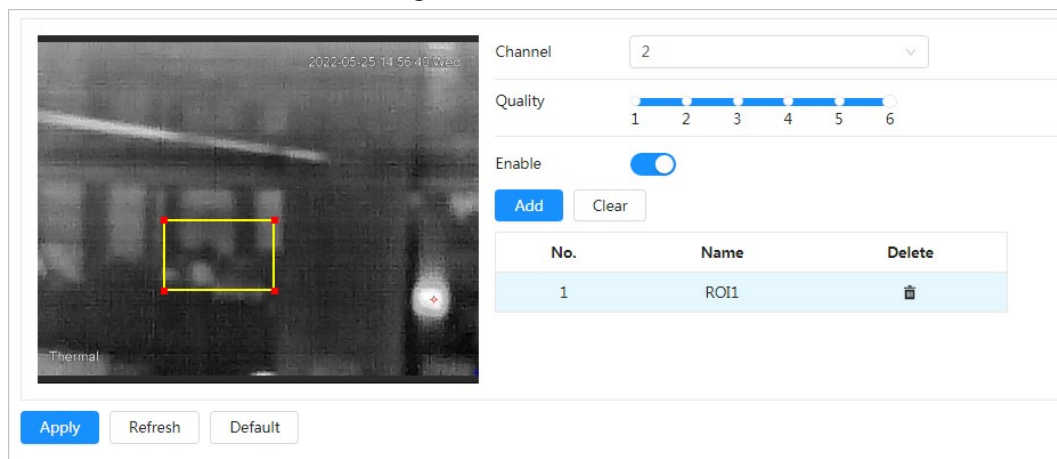 2022-05-25 14:56:40 Wed
Thermal
Channel
2
Quality
1 2 3 4 5 6
Enable
Add Clear
No. Name Delete
1 ROI1
Apply Refresh Default